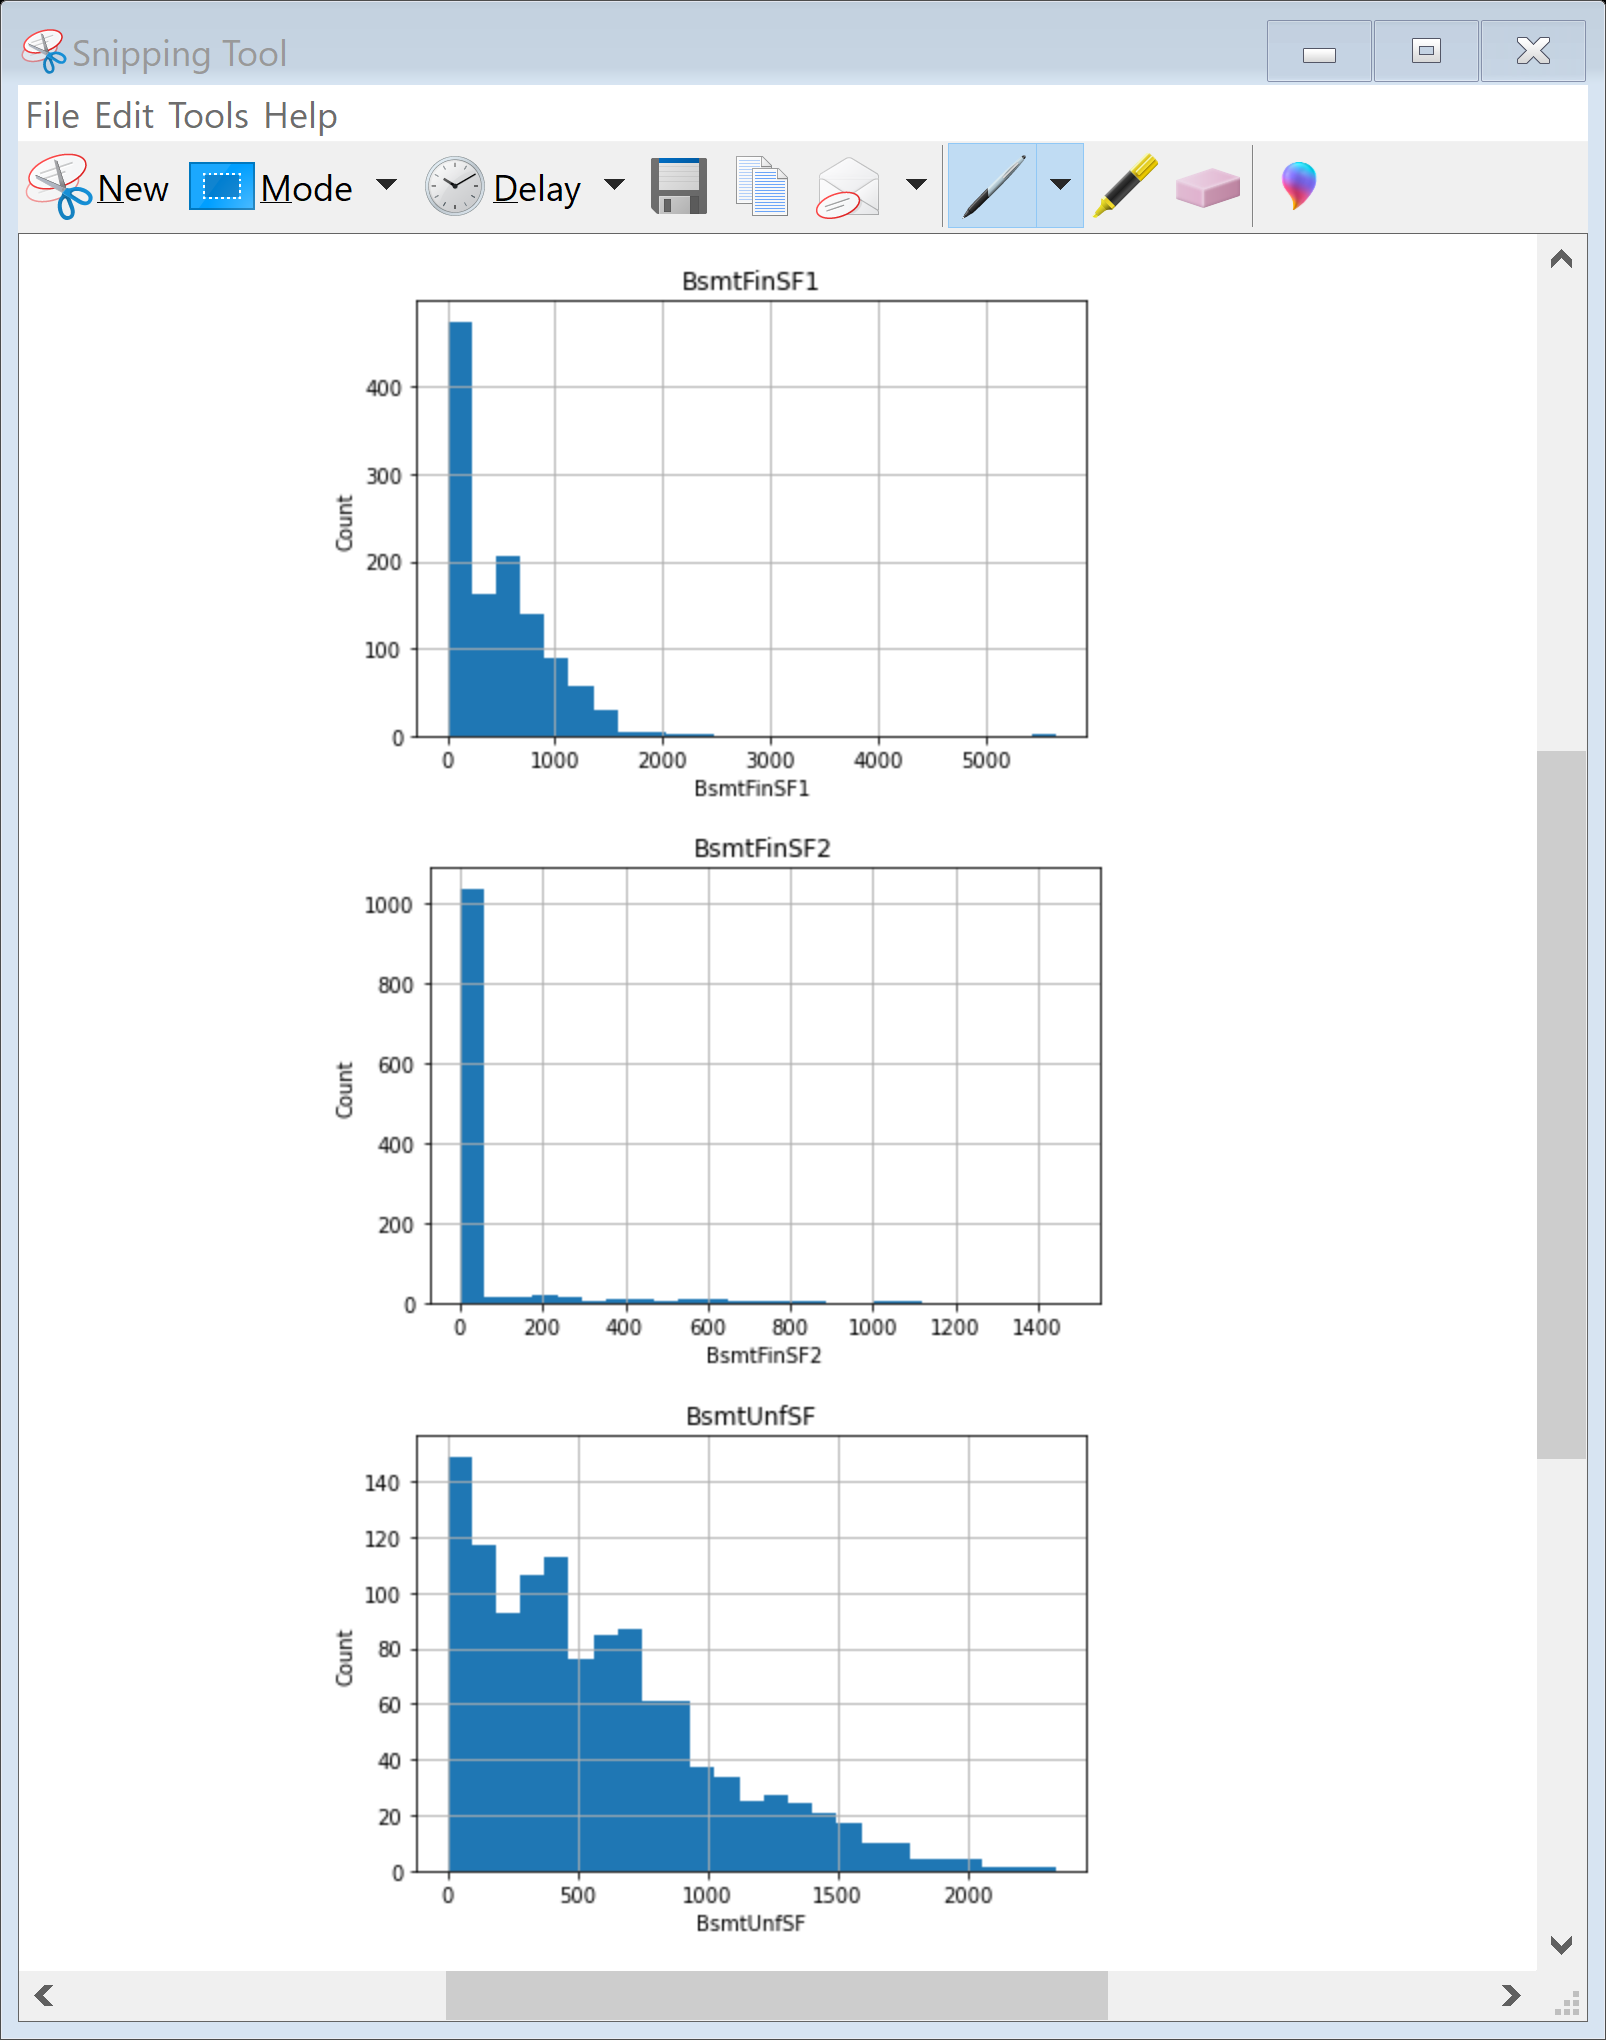 Snipping Tool
File Edit Tools Help
New Mode Delay
BsmtFinSF1
400
300
200
100
0
Count
0 1000 2000 3000 4000 5000
BsmtFinSF1
BsmtFinSF2
1000
800
600
400
200
0
Count
0 200 400 600 800 1000 1200 1400
BsmtFinSF2
BsmtUnfSF
140
120
100
80
60
40
20
0
Count
0 500 1000 1500 2000
BsmtUnfSF